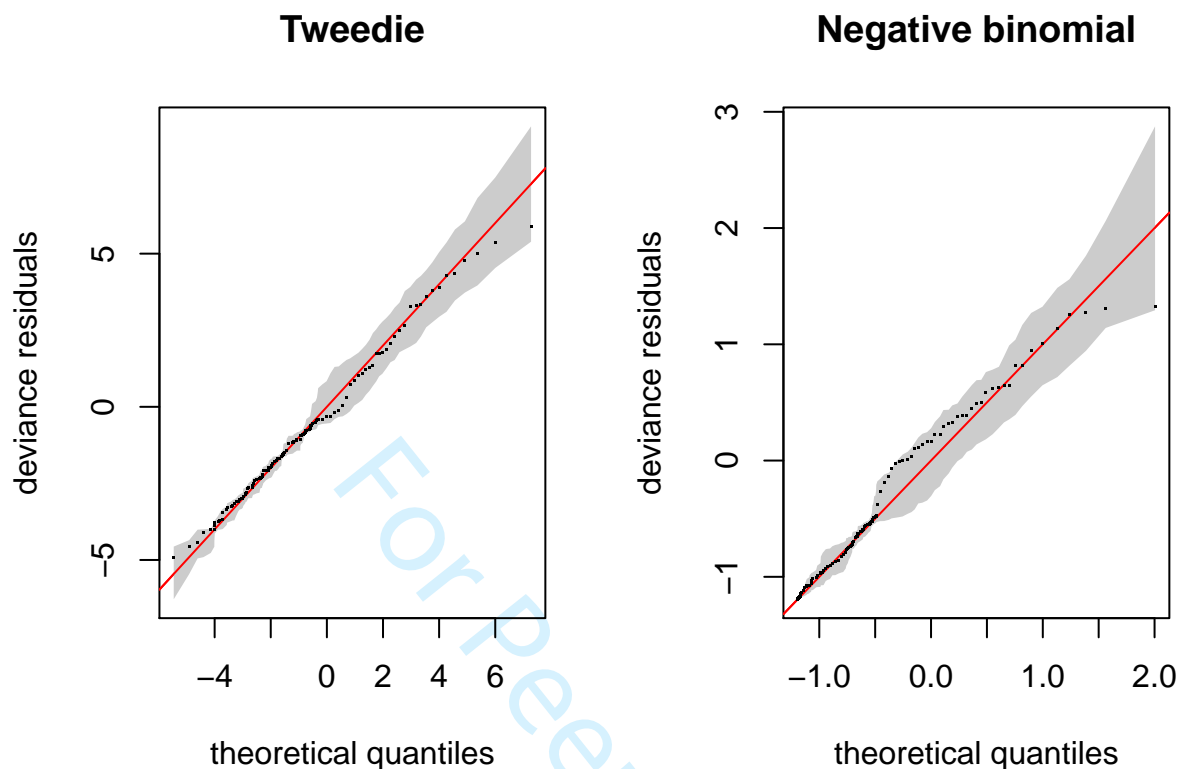 Tweedie
Negative binomial
deviance residuals
5
0
−5
−4 0 2 4 6
theoretical quantiles
deviance residuals
3
2
1
0
−1
−1.0 0.0 1.0 2.0
theoretical quantiles
For Pee